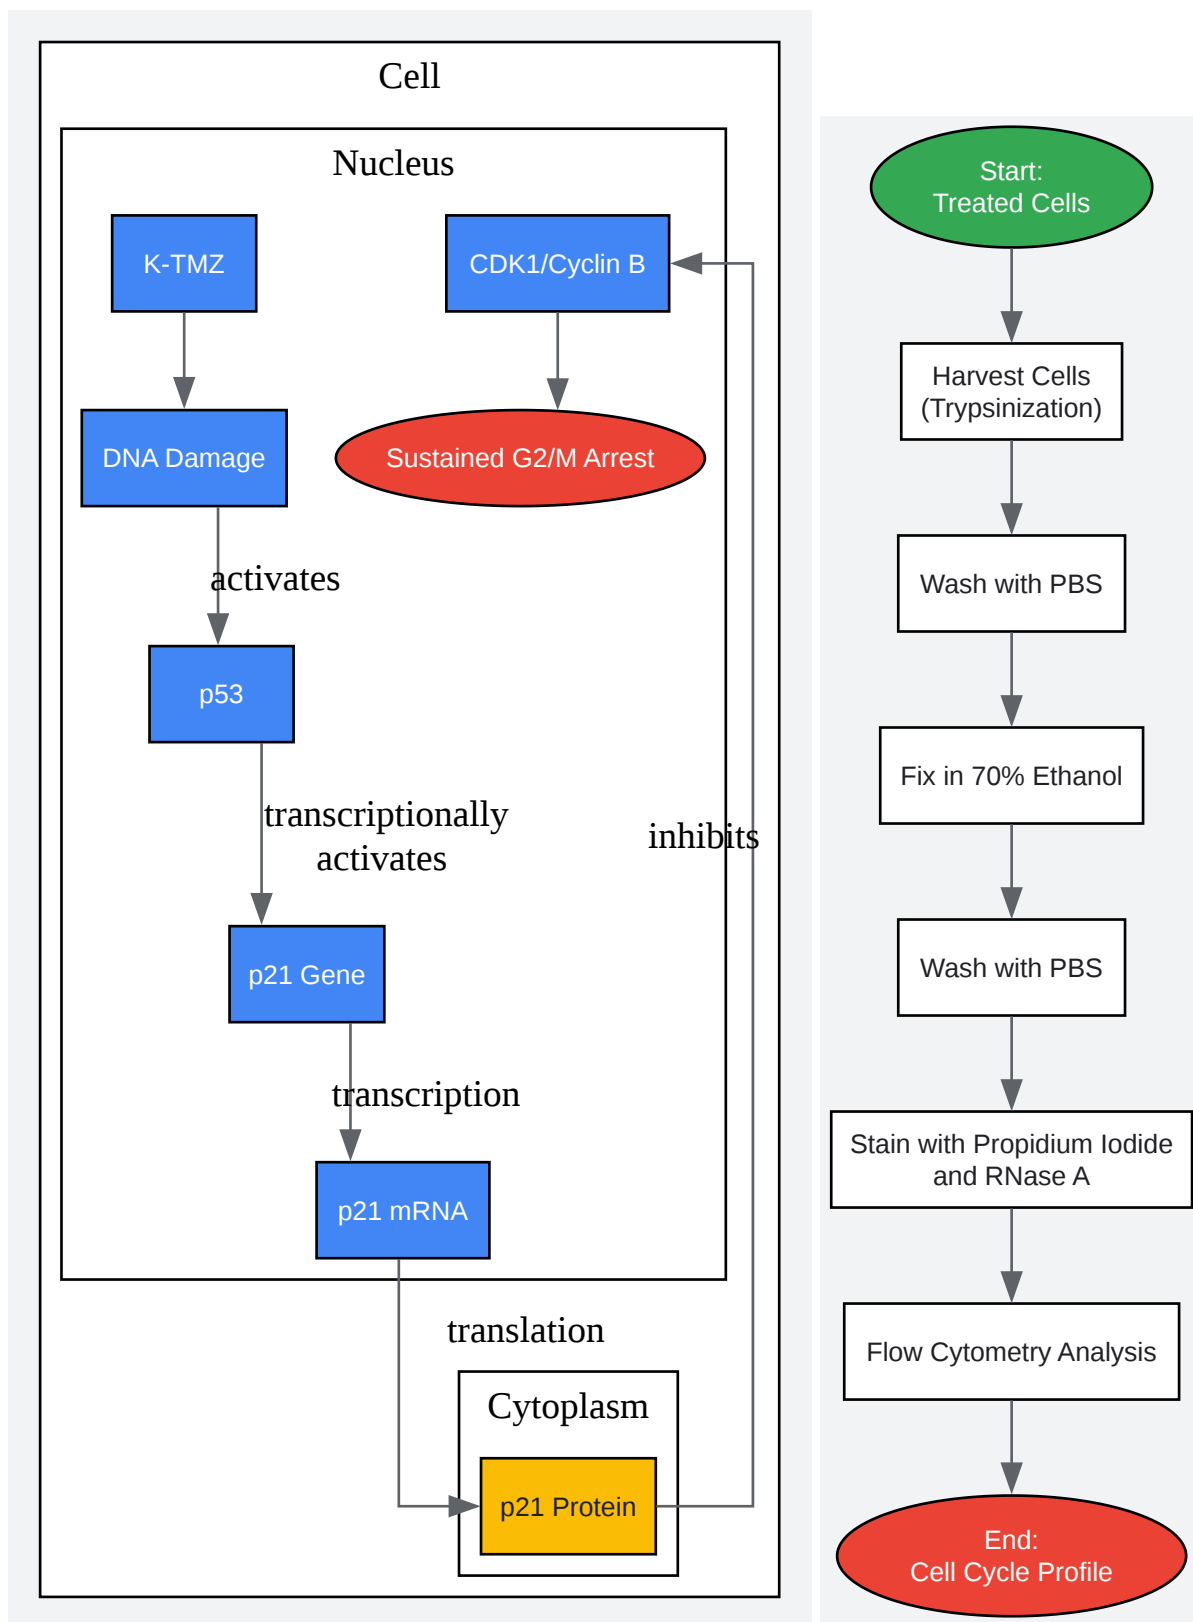 Cell
Nucleus
K-TMZ
CDK1/Cyclin B
DNA Damage
Sustained G2/M Arrest
activates
p53
transcriptionally
activates
inhibits
p21 Gene
transcription
p21 mRNA
translation
Cytoplasm
p21 Protein
Start:
Treated Cells
Harvest Cells
(Trypsinization)
Wash with PBS
Fix in 70% Ethanol
Wash with PBS
Stain with Propidium Iodide
and RNase A
Flow Cytometry Analysis
End:
Cell Cycle Profile